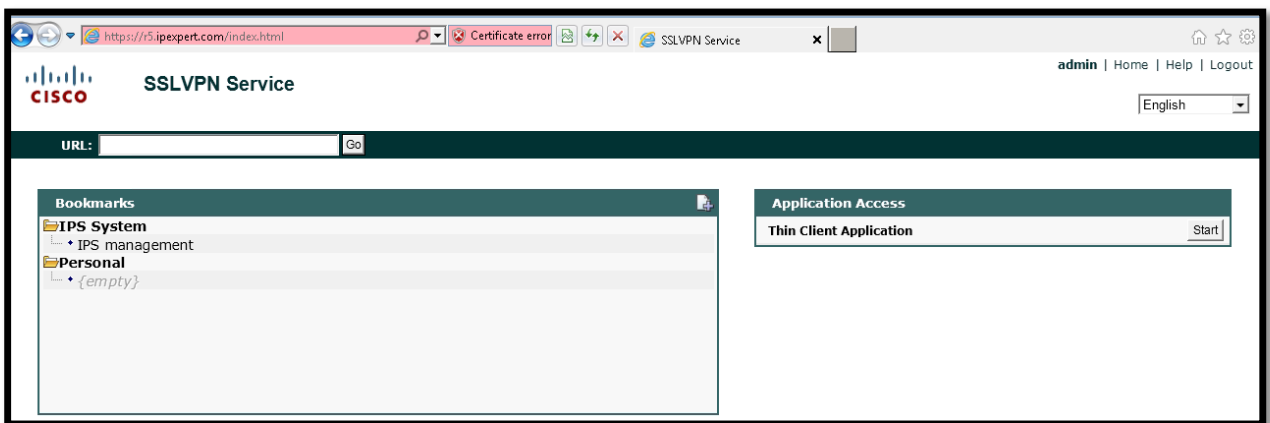 https://r5.ipexpert.com/index.html Certificate error SSLVPN Service
admin | Home | Help | Logout
CISCO SSLVPN Service
English
URL: Go
Bookmarks
IPS System
IPS management
Personal
{empty}
Application Access
Thin Client Application Start